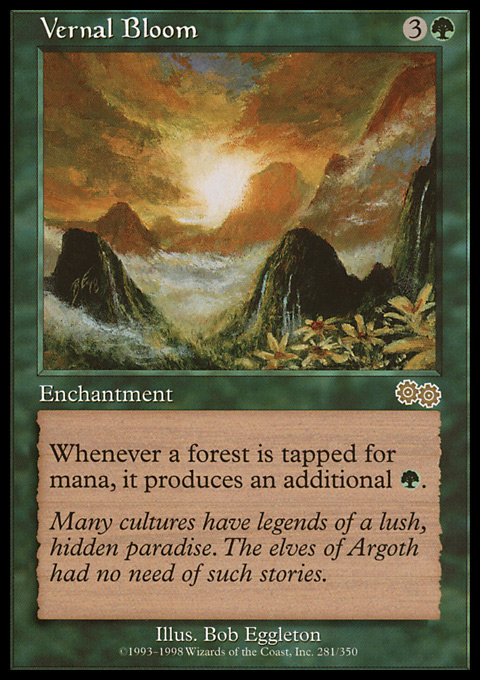 Vernal Bloom 3
Enchantment
Whenever a forest is tapped for
mana, it produces an additional .
Many cultures have legends of a lush,
hidden paradise. The elves of Argoth
had no need of such stories.
Illus. Bob Eggleton
©1993–1998 Wizards of the Coast, Inc. 281/350